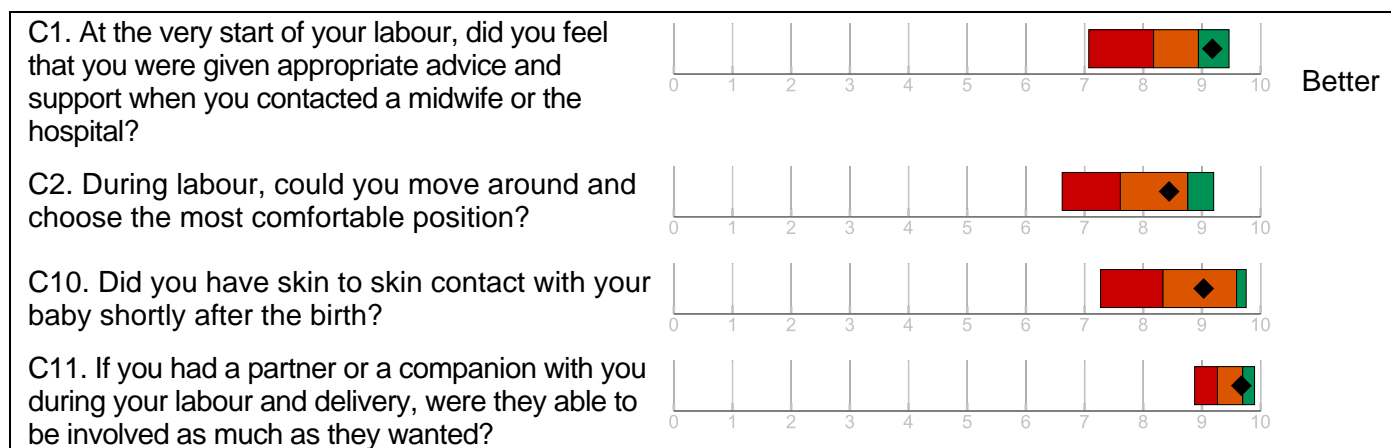 C1. At the very start of your labour, did you feel
that you were given appropriate advice and
support when you contacted a midwife or the
hospital?
0 1 2 3 4 5 6 7 8 9 10
Better
C2. During labour, could you move around and
choose the most comfortable position?
0 1 2 3 4 5 6 7 8 9 10
C10. Did you have skin to skin contact with your
baby shortly after the birth?
0 1 2 3 4 5 6 7 8 9 10
C11. If you had a partner or a companion with you
during your labour and delivery, were they able to
be involved as much as they wanted?
0 1 2 3 4 5 6 7 8 9 10